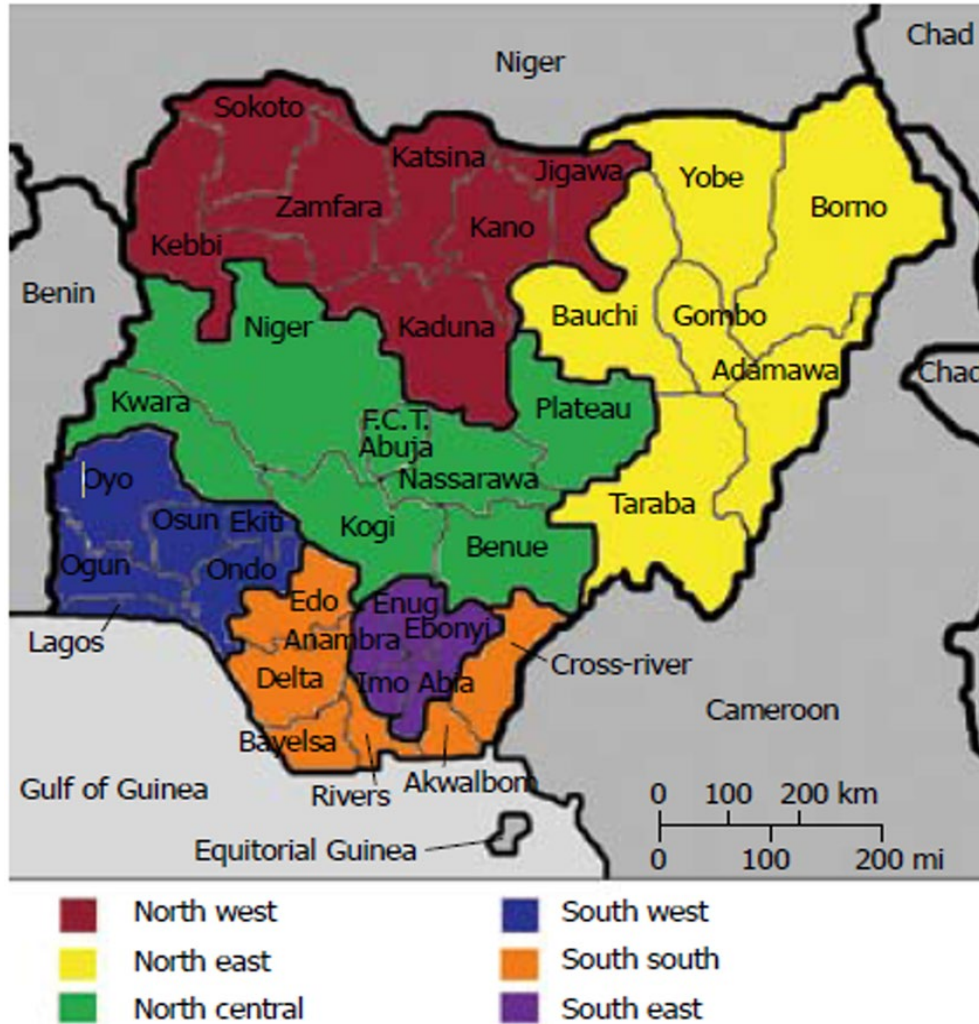 Chad
Niger
Sokoto
Katsina
Jigawa
Yobe
Zamfara
Borno
Kano
Kebbi
Benin
Niger
Kaduna
Bauchi
Gombo
Adamawa
Chad
Kwara
Plateau
F.C.T.
Abuja
Nassarawa
Oyo
Taraba
Osun
Ekiti
Kogi
Benue
Ogun
Ondo
Edo
Enug
Ebonyi
Lagos
Anambra
Cross-river
Delta
Imo
Abia
Cameroon
Bayelsa
Gulf of Guinea
Rivers
Akwalbom
0 100 200 km
Equitorial Guinea
0 100 200 mi
North west
South west
North east
South south
North central
South east